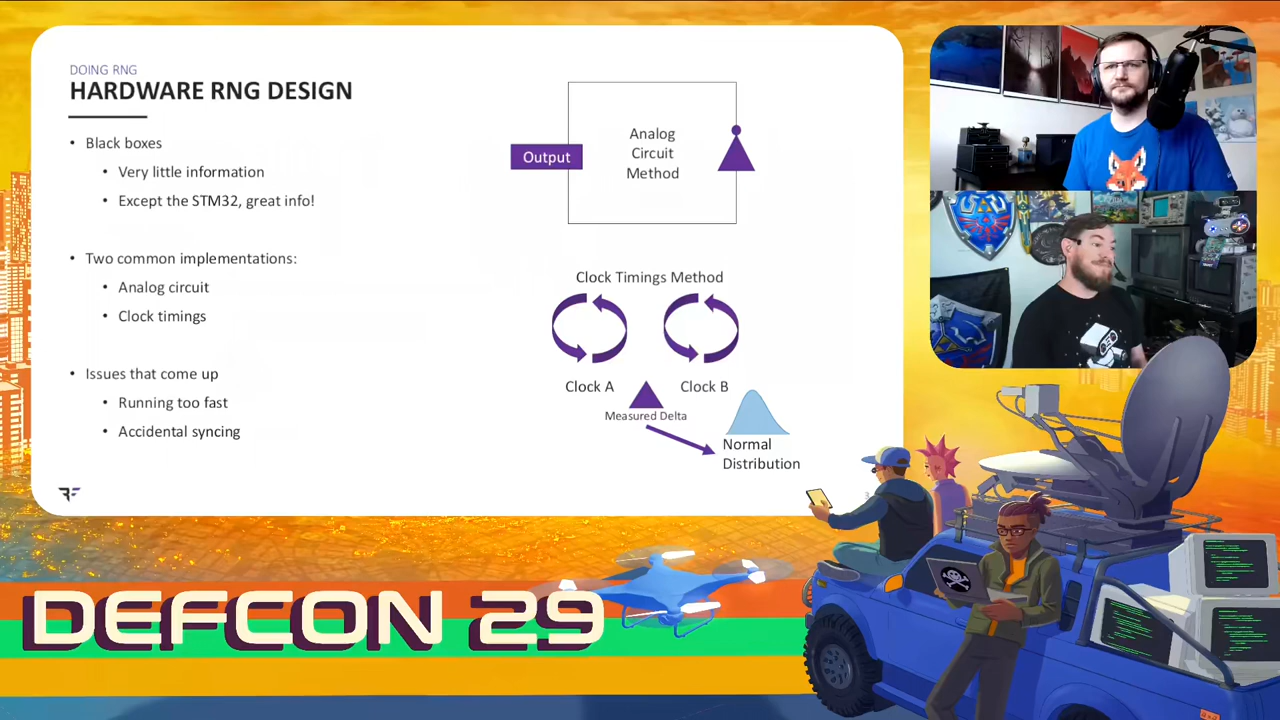 DOING RNG
HARDWARE RNG DESIGN
• Black boxes
• Very little information
• Except the STM32, great info!
• Two common implementations:
• Analog circuit
• Clock timings
• Issues that come up
• Running too fast
• Accidental syncing
Output
Analog
Circuit
Method
Clock Timings Method
Clock A
Clock B
Measured Delta
Normal
Distribution
DEFCON 29